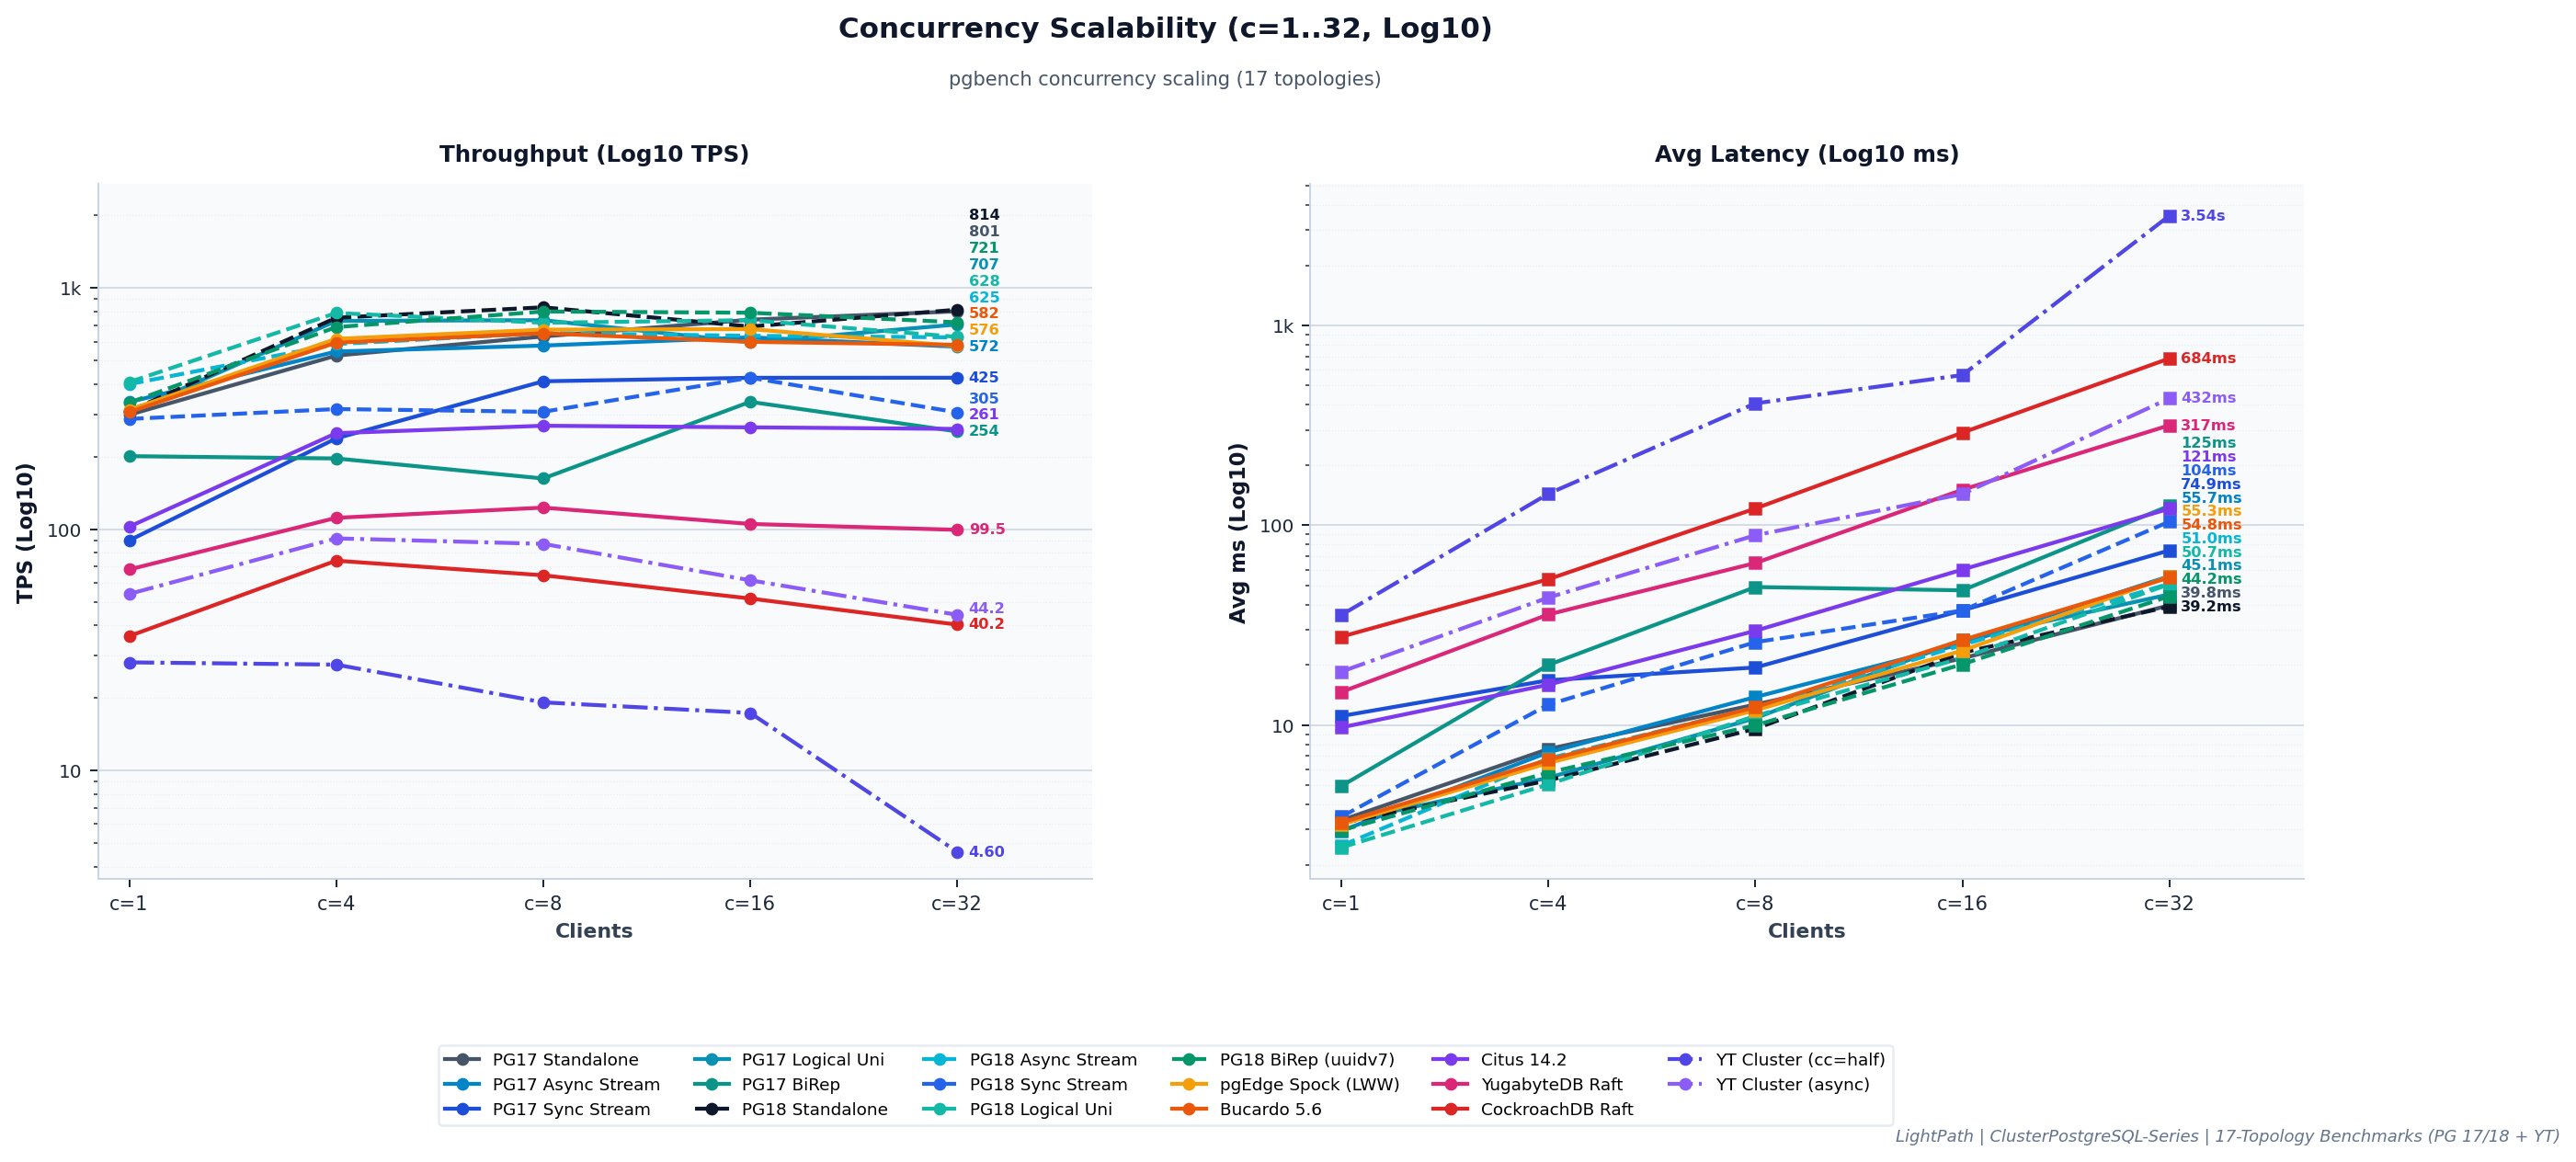 Concurrency Scalability (c=1..32, Log10)
pgbench concurrency scaling (17 topologies)
Throughput (Log10 TPS)
TPS (Log10)
1k
100
10
814
801
721
707
628
625
582
576
572
425
305
261
254
99.5
44.2
40.2
4.60
c=1 c=4 c=8 c=16 c=32
Clients
Avg Latency (Log10 ms)
Avg ms (Log10)
1k
100
10
3.54s
684ms
432ms
317ms
125ms
121ms
104ms
74.9ms
55.7ms
55.3ms
54.8ms
51.0ms
50.7ms
45.1ms
44.2ms
39.8ms
39.2ms
c=1 c=4 c=8 c=16 c=32
Clients
PG17 Standalone PG17 Logical Uni PG18 Async Stream PG18 BiRep (uuidv7) Citus 14.2 YT Cluster (cc=half)
PG17 Async Stream PG17 BiRep PG18 Sync Stream pgEdge Spock (LWW) YugabyteDB Raft YT Cluster (async)
PG17 Sync Stream PG18 Standalone PG18 Logical Uni Bucardo 5.6 CockroachDB Raft
LightPath | ClusterPostgreSQL-Series | 17-Topology Benchmarks (PG 17/18 + YT)